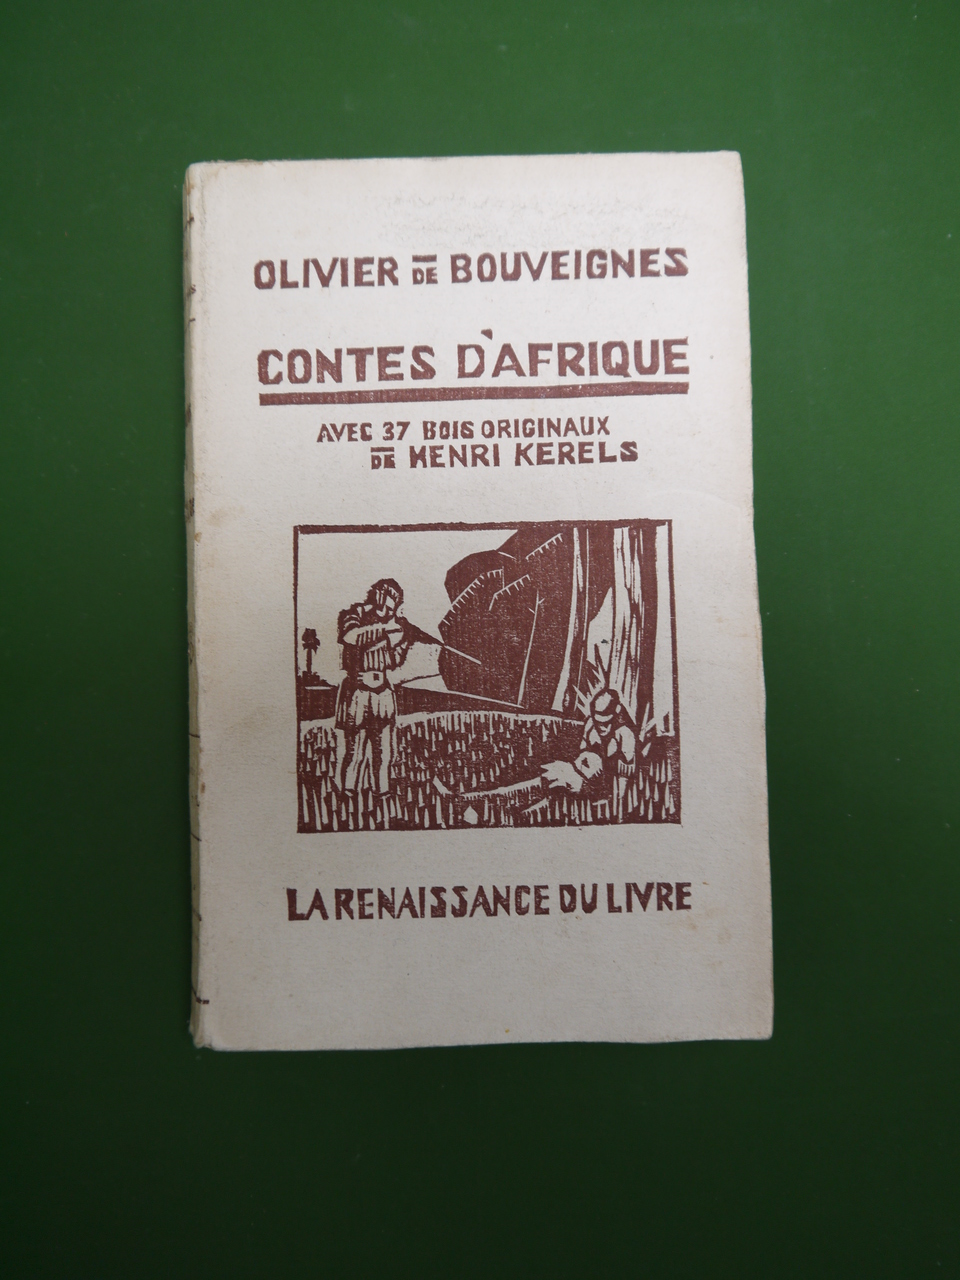 OLIVIER DE BOUVEIGNES
CONTES D'AFRIQUE
AVEC 37 BOIS ORIGINAUX
DE HENRI KERELS
LA RENAISSANCE DU LIVRE